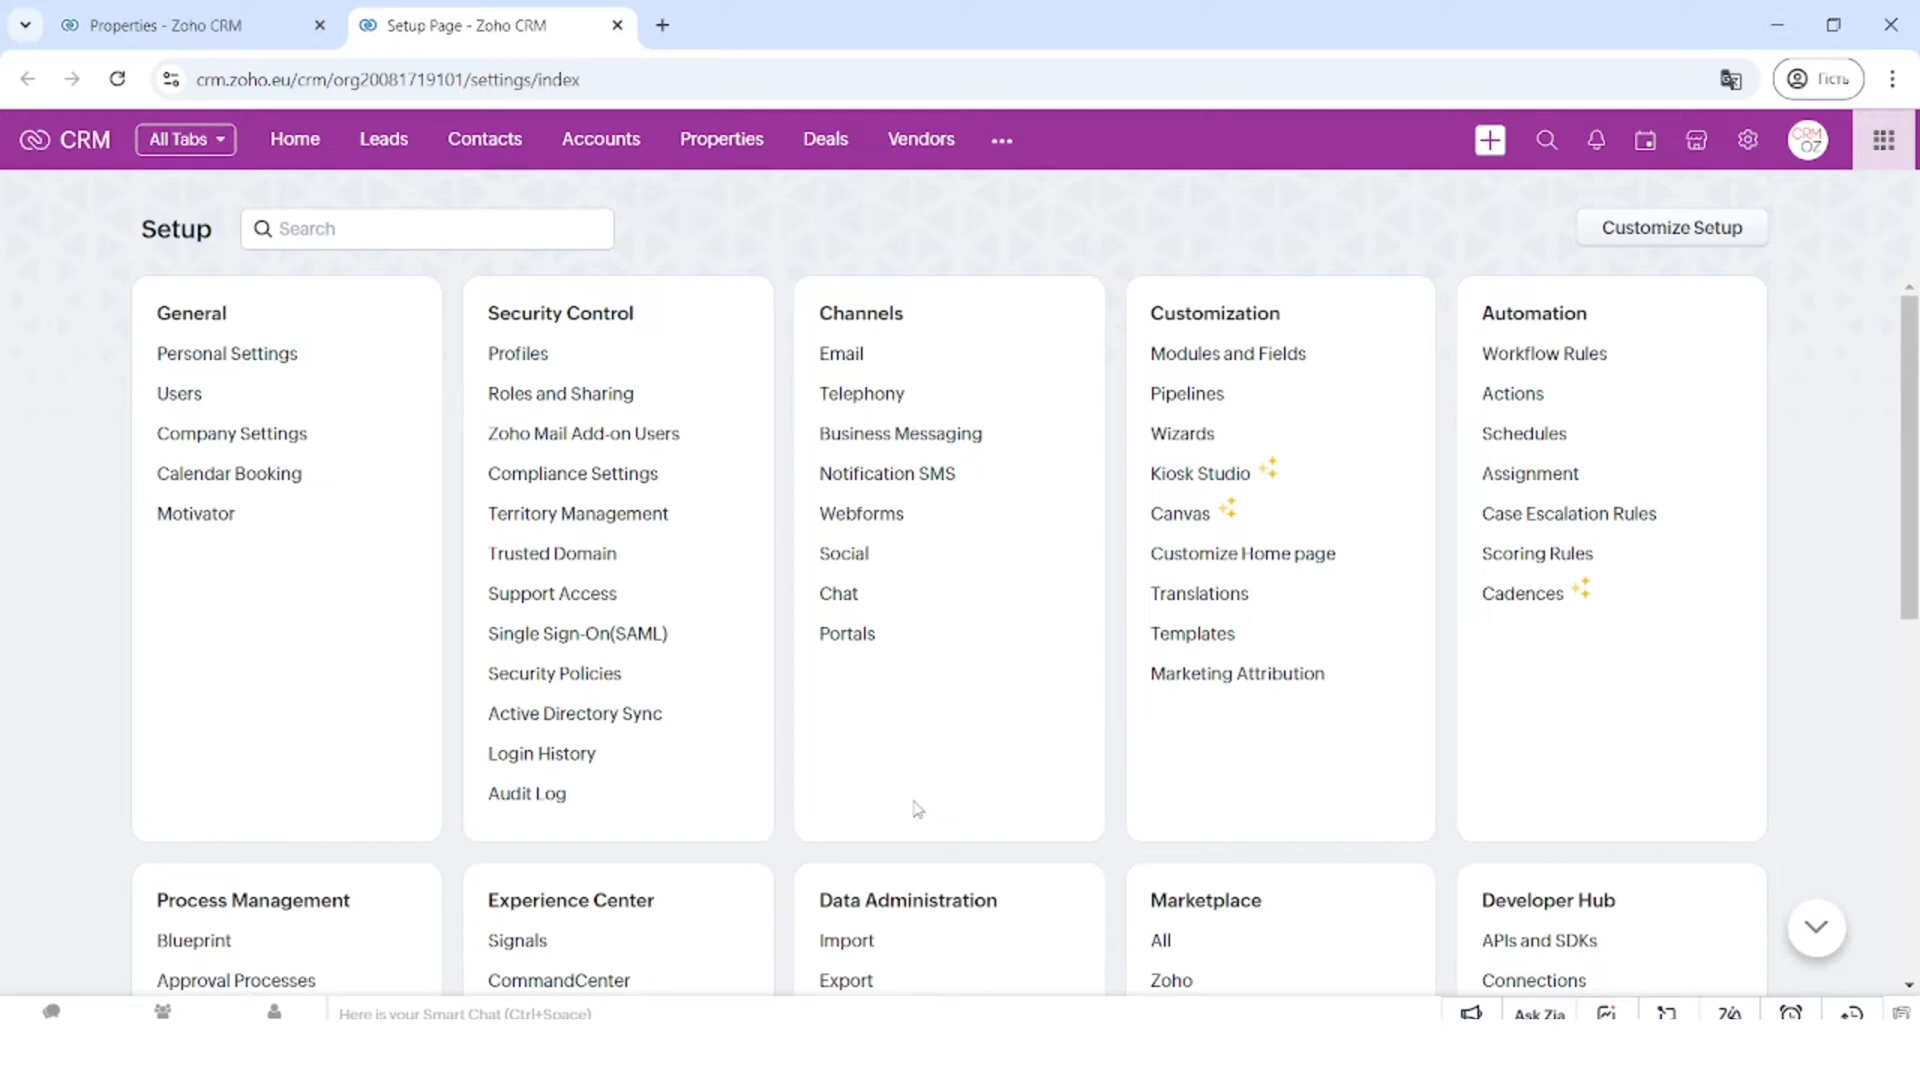 Properties - Zoho CRM
Setup Page - Zoho CRM
crm.zoho.eu/crm/org20081719101/settings/index
Гість
CRM
All Tabs
Home
Leads
Contacts
Accounts
Properties
Deals
Vendors
CRM OZ
Setup
Search
Customize Setup
General
Personal Settings
Users
Company Settings
Calendar Booking
Motivator
Security Control
Profiles
Roles and Sharing
Zoho Mail Add-on Users
Compliance Settings
Territory Management
Trusted Domain
Support Access
Single Sign-On(SAML)
Security Policies
Active Directory Sync
Login History
Audit Log
Channels
Email
Telephony
Business Messaging
Notification SMS
Webforms
Social
Chat
Portals
Customization
Modules and Fields
Pipelines
Wizards
Kiosk Studio
Canvas
Customize Home page
Translations
Templates
Marketing Attribution
Automation
Workflow Rules
Actions
Schedules
Assignment
Case Escalation Rules
Scoring Rules
Cadences
Process Management
Blueprint
Approval Processes
Experience Center
Signals
CommandCenter
Data Administration
Import
Export
Marketplace
All
Zoho
Developer Hub
APIs and SDKs
Connections
Here is your Smart Chat (Ctrl+Space)
Ask Zia